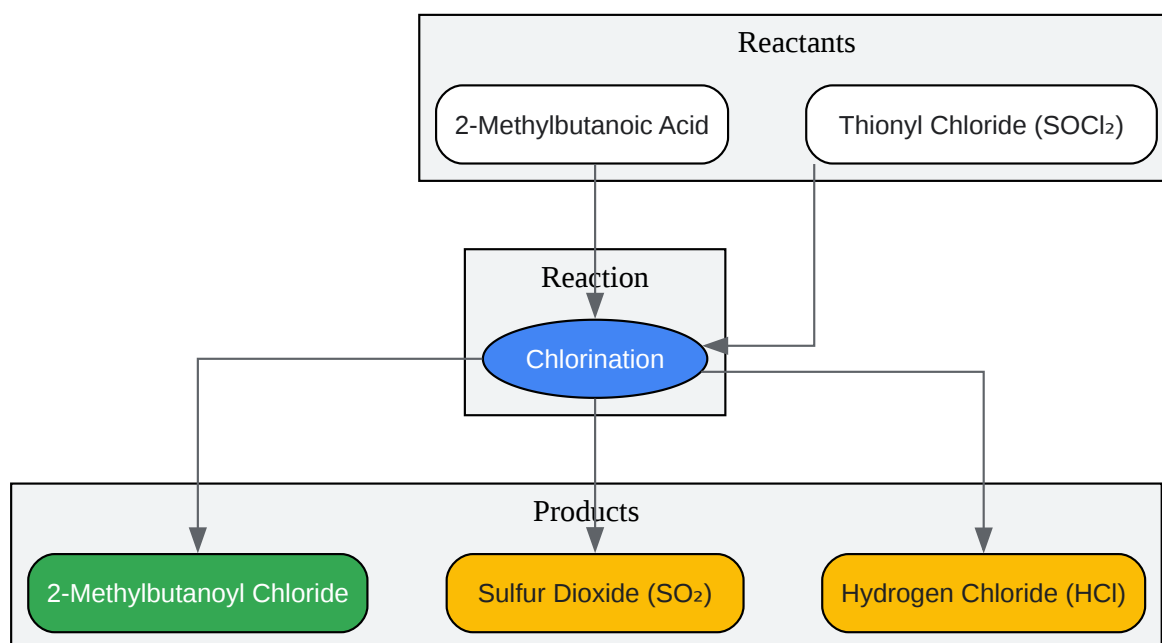 Reactants
2-Methylbutanoic Acid
Thionyl Chloride (SOCl₂)
Reaction
Chlorination
Products
2-Methylbutanoyl Chloride
Sulfur Dioxide (SO₂)
Hydrogen Chloride (HCl)